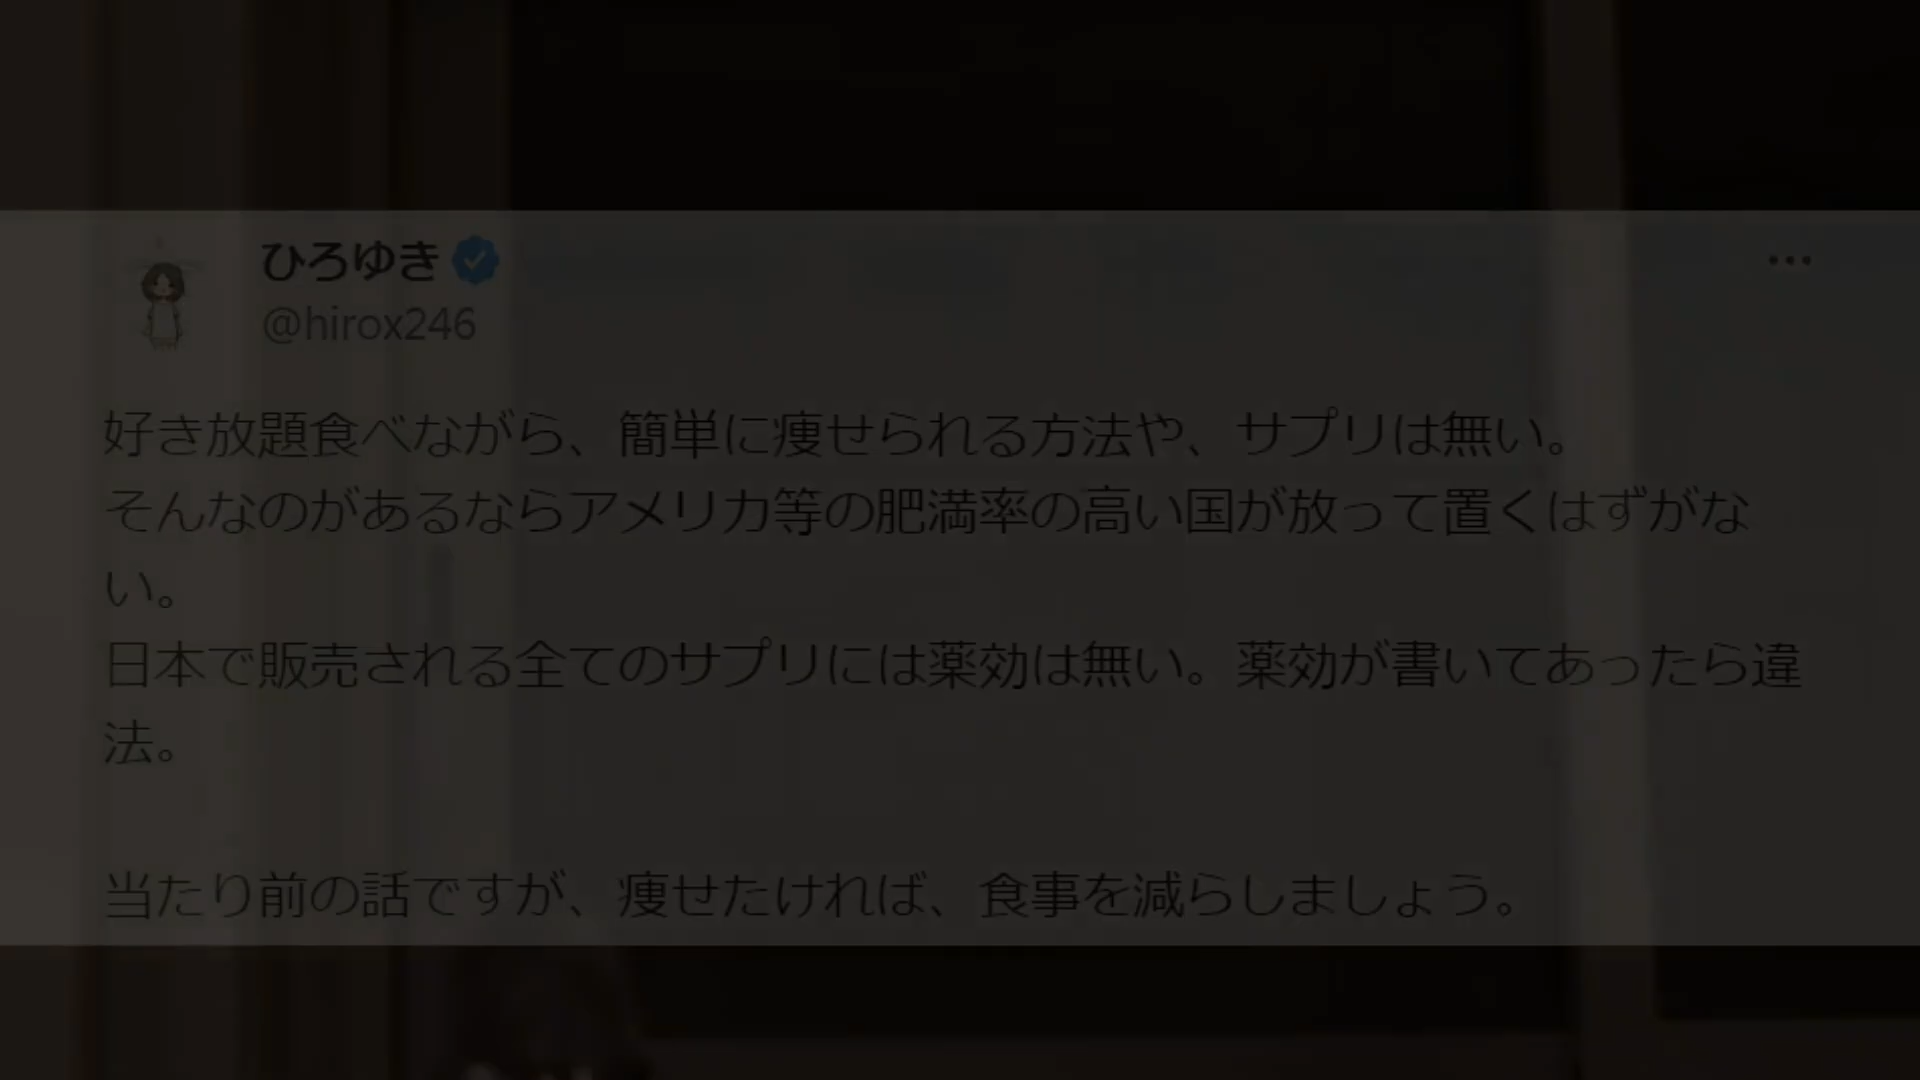 ひろゆき
@hirox246
好き放題食べながら、簡単に痩せられる方法や、サプリは無い。
そんなのがあるならアメリカ等の肥満率の高い国が放って置くはずがな
い。
日本で販売される全てのサプリには薬効は無い。薬効が書いてあったら違
法。
当たり前の話ですが、痩せたければ、食事を減らしましょう。